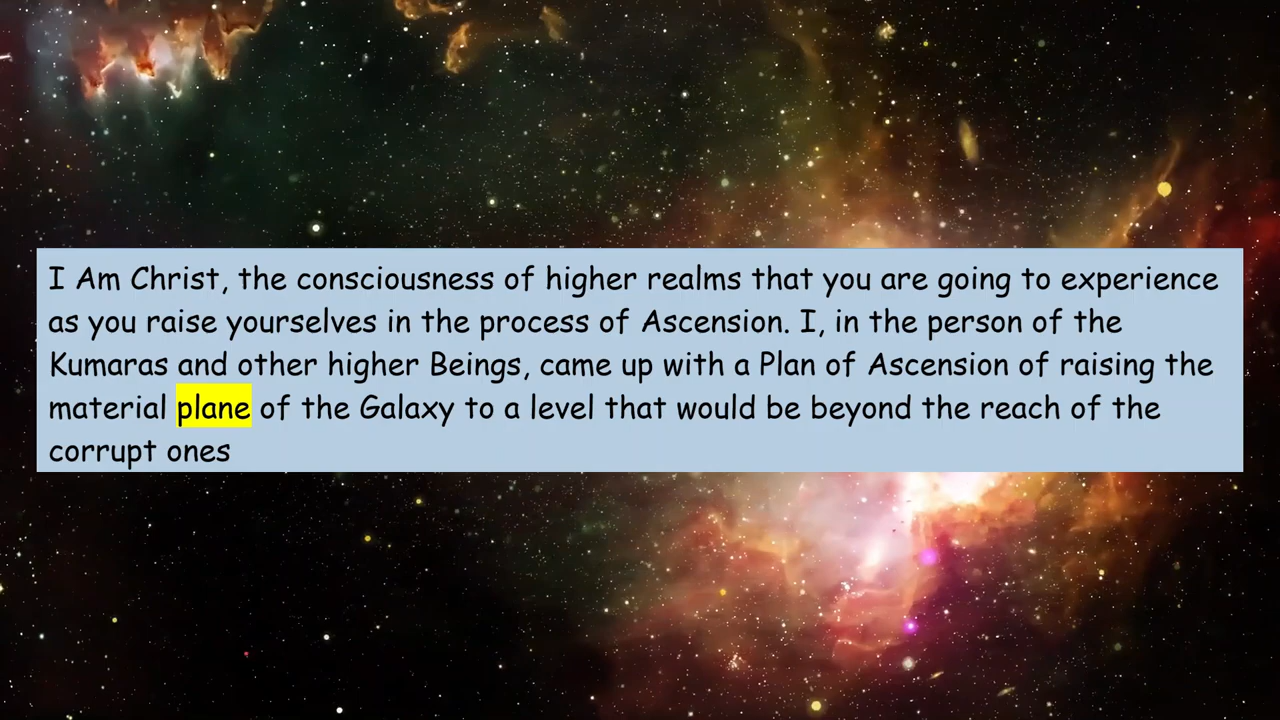 I Am Christ, the consciousness of higher realms that you are going to experience
as you raise yourselves in the process of Ascension. I, in the person of the
Kumaras and other higher Beings, came up with a Plan of Ascension of raising the
material plane of the Galaxy to a level that would be beyond the reach of the
corrupt ones